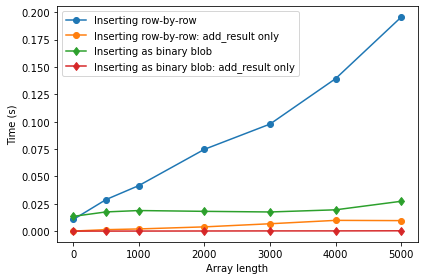 0.200
0.175
0.150
0.125
0.100
0.075
0.050
0.025
0.000
Time (s)
Inserting row-by-row
Inserting row-by-row: add_result only
Inserting as binary blob
Inserting as binary blob: add_result only
0 1000 2000 3000 4000 5000
Array length